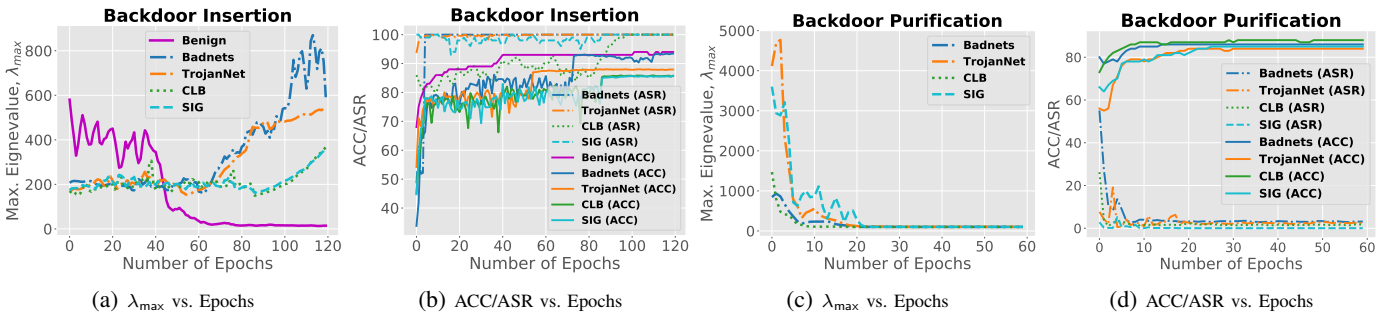 Backdoor Insertion
Max. Eignevalue, λmax
800
600
400
200
0
0 20 40 60 80 100 120
Number of Epochs
Benign
Badnets
TrojanNet
CLB
SIG
(a) λmax vs. Epochs
Backdoor Insertion
ACC/ASR
100
90
80
70
60
50
40
0 20 40 60 80 100 120
Number of Epochs
Badnets (ASR)
TrojanNet (ASR)
CLB (ASR)
SIG (ASR)
Benign(ACC)
Badnets (ACC)
TrojanNet (ACC)
CLB (ACC)
SIG (ACC)
(b) ACC/ASR vs. Epochs
Backdoor Purification
Max. Eignevalue, λmax
5000
4000
3000
2000
1000
0
0 10 20 30 40 50 60
Number of Epochs
Badnets
TrojanNet
CLB
SIG
(c) λmax vs. Epochs
Backdoor Purification
ACC/ASR
80
60
40
20
0
0 10 20 30 40 50 60
Number of Epochs
Badnets (ASR)
TrojanNet (ASR)
CLB (ASR)
SIG (ASR)
Badnets (ACC)
TrojanNet (ACC)
CLB (ACC)
SIG (ACC)
(d) ACC/ASR vs. Epochs